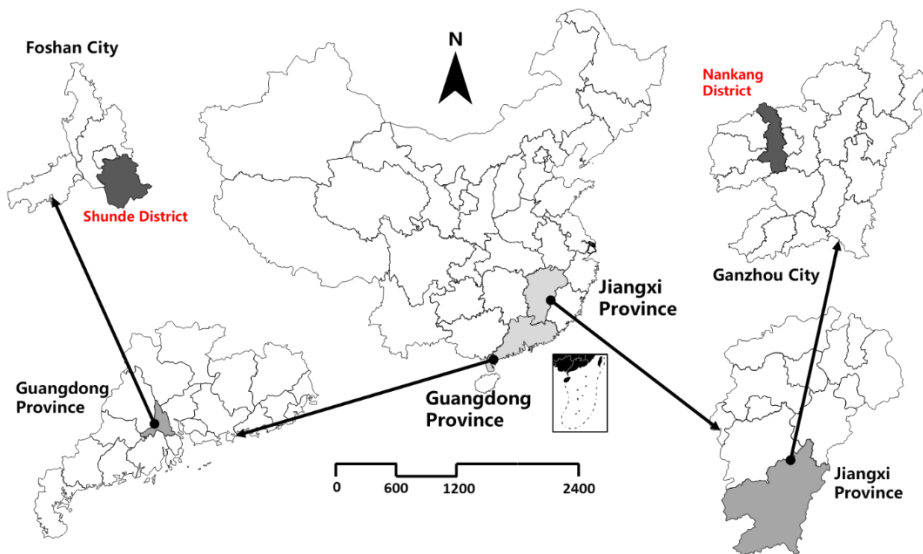 Foshan City
N
Nankang
District
Shunde District
Ganzhou City
Jiangxi
Province
Guangdong
Province
Guangdong
Province
0 600 1200 2400
Jiangxi
Province